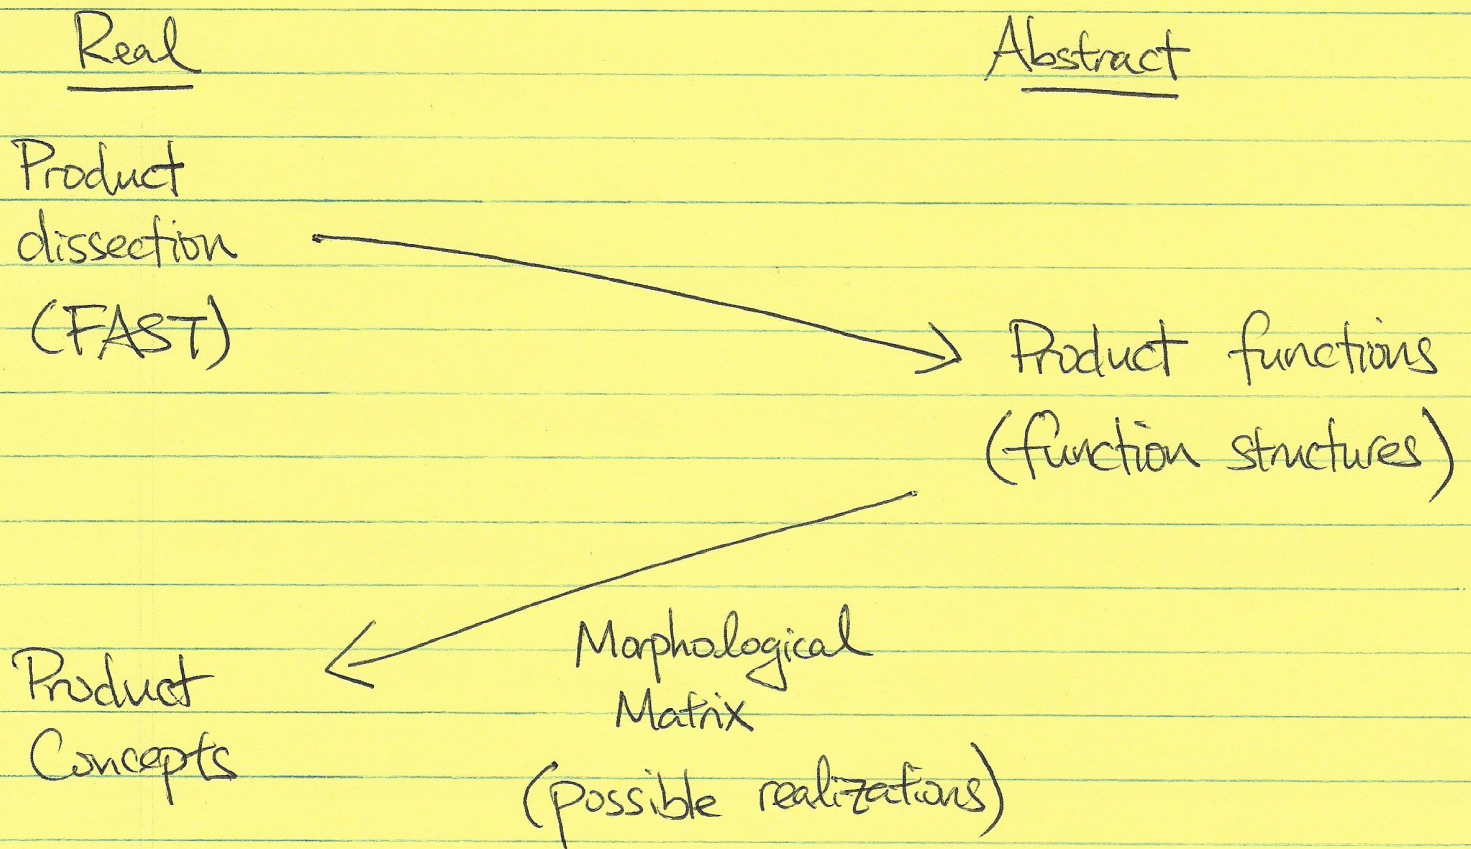 Real
Abstract
Product
dissection
(FAST)
Product functions
(function structures)
Morphological
Matrix
(possible realizations)
Product
Concepts